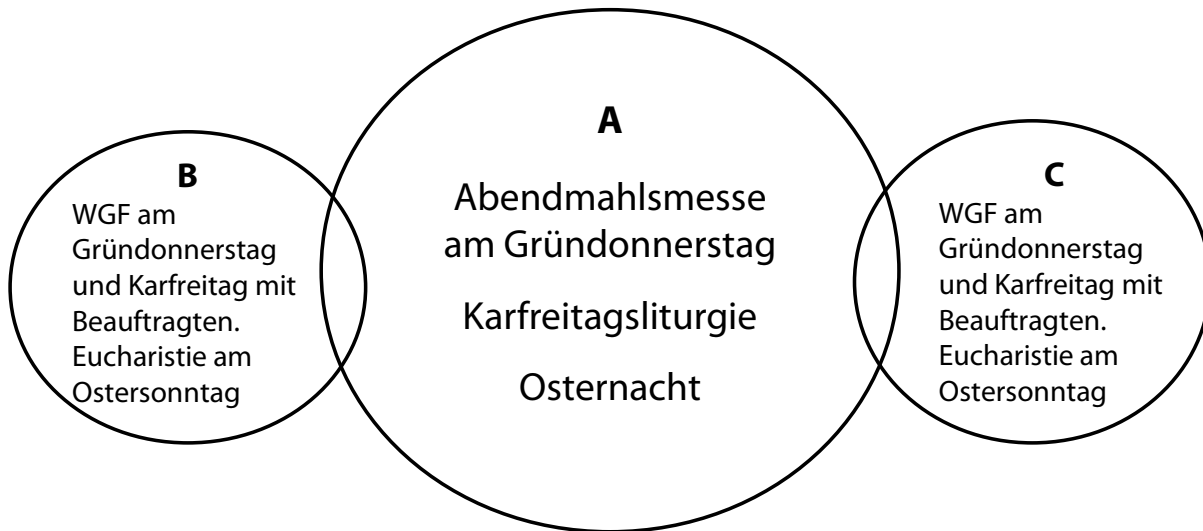 B
WGF am
Gründonnerstag
und Karfreitag mit
Beauftragten.
Eucharistie am
Ostersonntag
A
Abendmahlsmesse
am Gründonnerstag
Karfreitagsliturgie
Osternacht
C
WGF am
Gründonnerstag
und Karfreitag mit
Beauftragten.
Eucharistie am
Ostersonntag